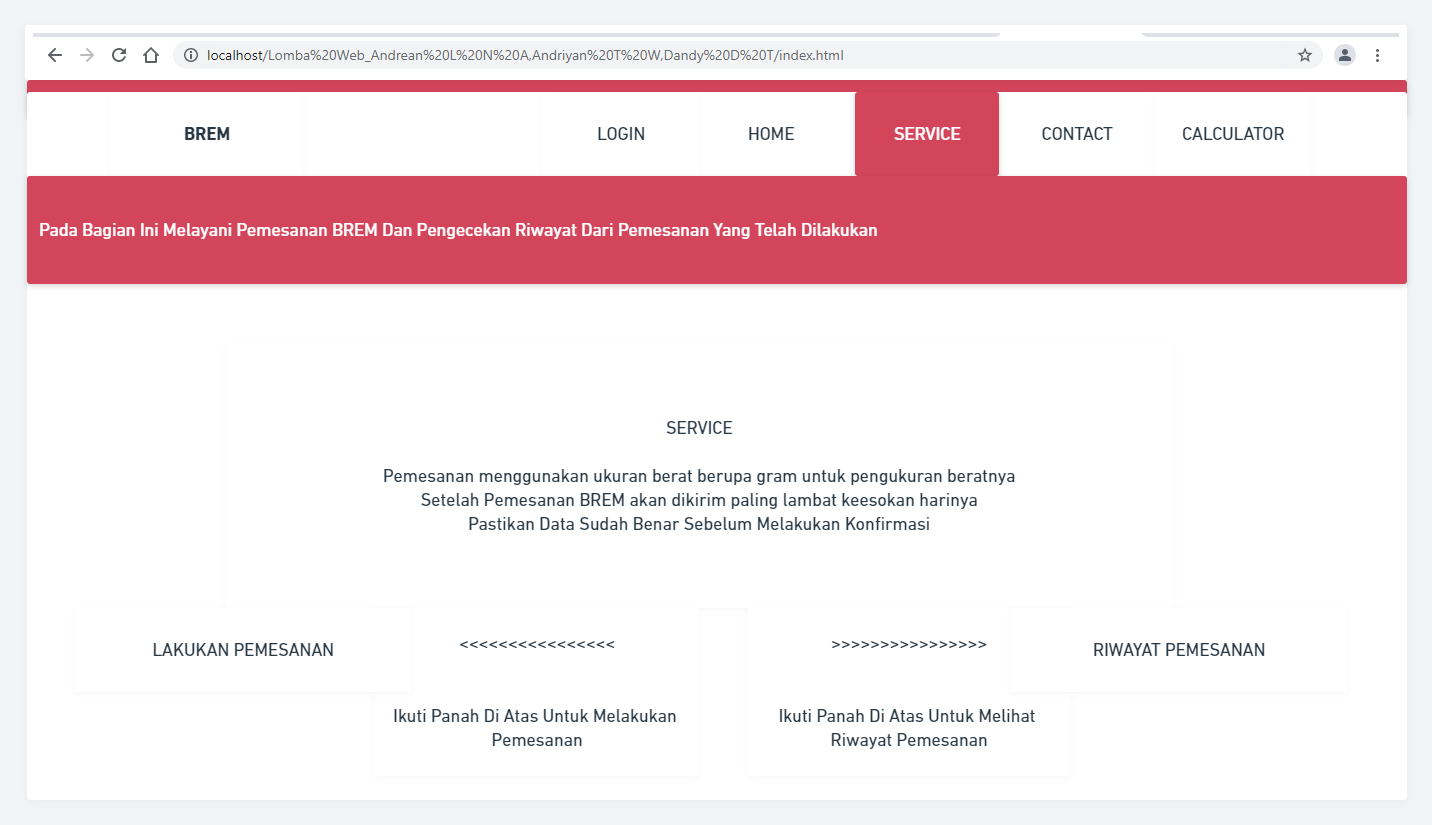 localhost/Lomba%20Web_Andrean%20L%20N%20A,Andriyan%20T%20W,Dandy%20D%20T/index.html
BREM LOGIN HOME SERVICE CONTACT CALCULATOR
Pada Bagian Ini Melayani Pemesanan BREM Dan Pengecekan Riwayat Dari Pemesanan Yang Telah Dilakukan
SERVICE
Pemesanan menggunakan ukuran berat berupa gram untuk pengukuran beratnya
Setelah Pemesanan BREM akan dikirim paling lambat keesokan harinya
Pastikan Data Sudah Benar Sebelum Melakukan Konfirmasi
LAKUKAN PEMESANAN
<<<<<<<<<<<<<<<<
Ikuti Panah Di Atas Untuk Melakukan
Pemesanan
>>>>>>>>>>>>>>>>
Ikuti Panah Di Atas Untuk Melihat
Riwayat Pemesanan
RIWAYAT PEMESANAN